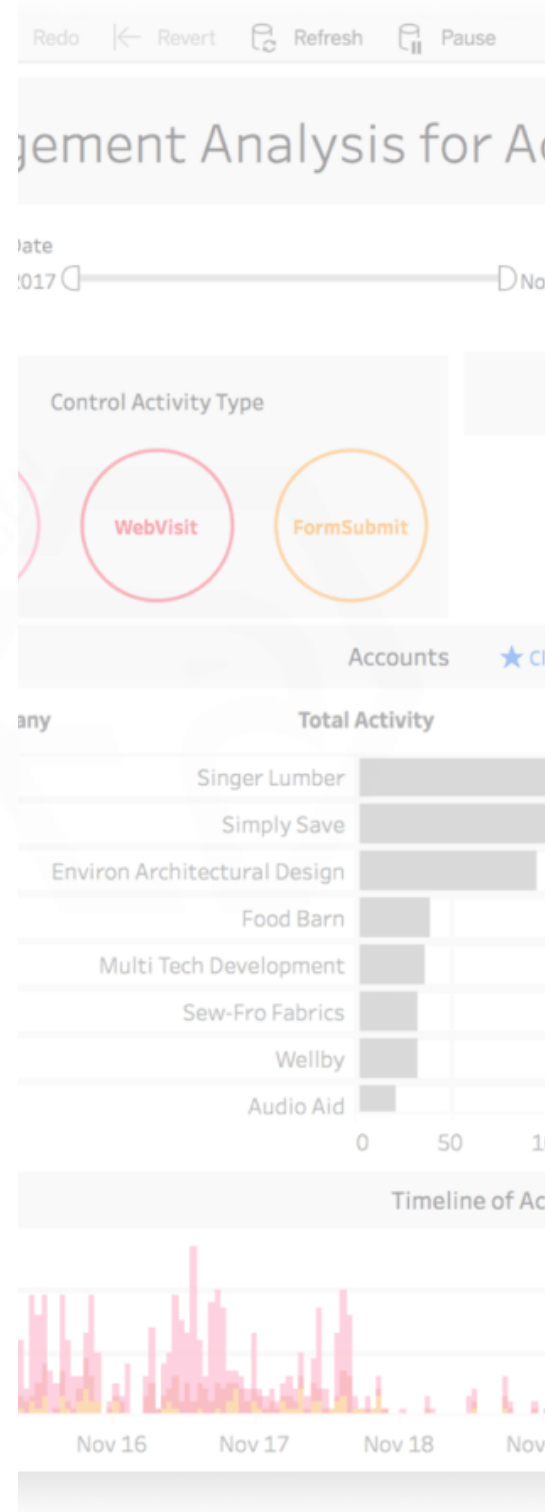 Redo Revert Refresh Pause
gement Analysis for Ac
Date
2017 No
Control Activity Type
WebVisit FormSubmit
Accounts Cl
any Total Activity
Singer Lumber
Simply Save
Environ Architectural Design
Food Barn
Multi Tech Development
Sew-Fro Fabrics
Wellby
Audio Aid
0 50 10
Timeline of Ac
Nov 16 Nov 17 Nov 18 Nov